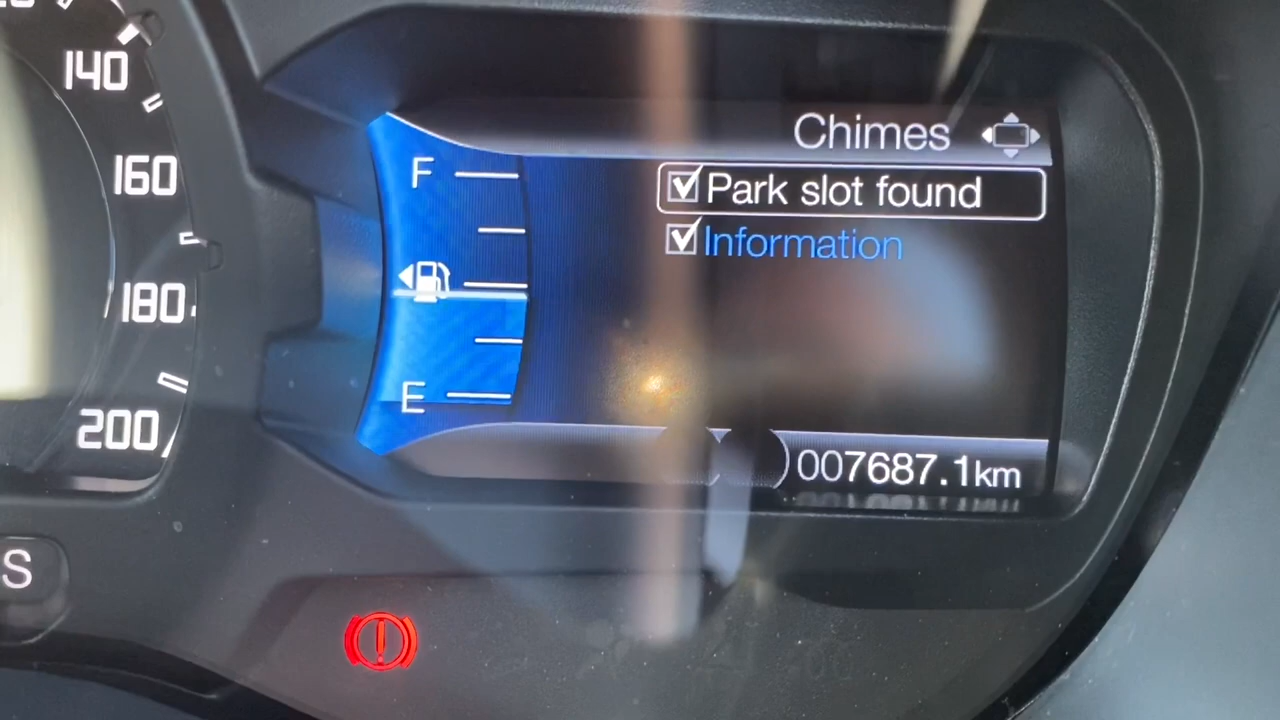 140
160
180
200
S
Chimes
F
Park slot found
Information
E
007687.1km